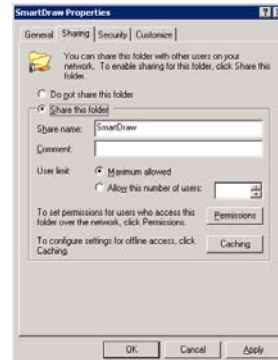 SmartDraw Properties
General Sharing Security Customize
You can share this folder with other users on your
network. To enable sharing for this folder, click Share this
folder.
Do not share this folder
Share this folder
Share name: SmartDraw
Comment:
User limit: Maximum allowed
Allow this number of users:
To set permissions for users who access this
folder over the network, click Permissions.
Permissions
To configure settings for offline access, click
Caching.
Caching
OK Cancel Apply